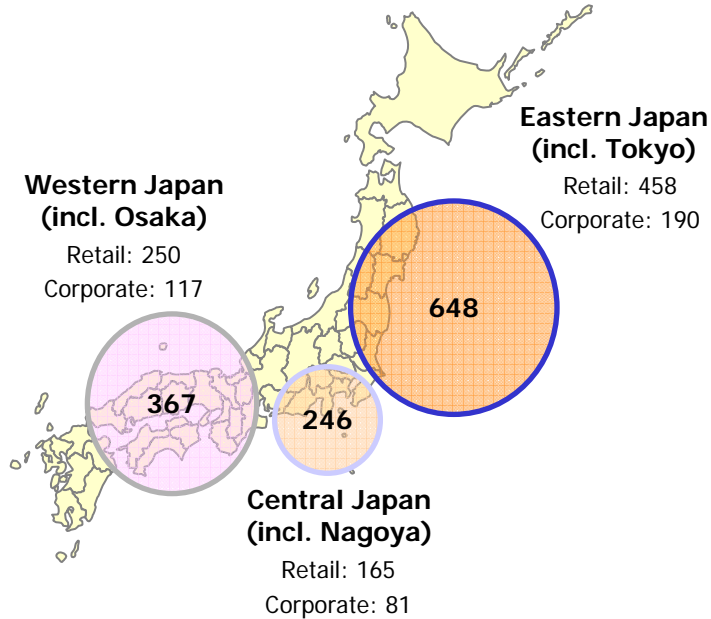 Eastern Japan
(incl. Tokyo)
Retail: 458
Corporate: 190
648
Western Japan
(incl. Osaka)
Retail: 250
Corporate: 117
367
246
Central Japan
(incl. Nagoya)
Retail: 165
Corporate: 81